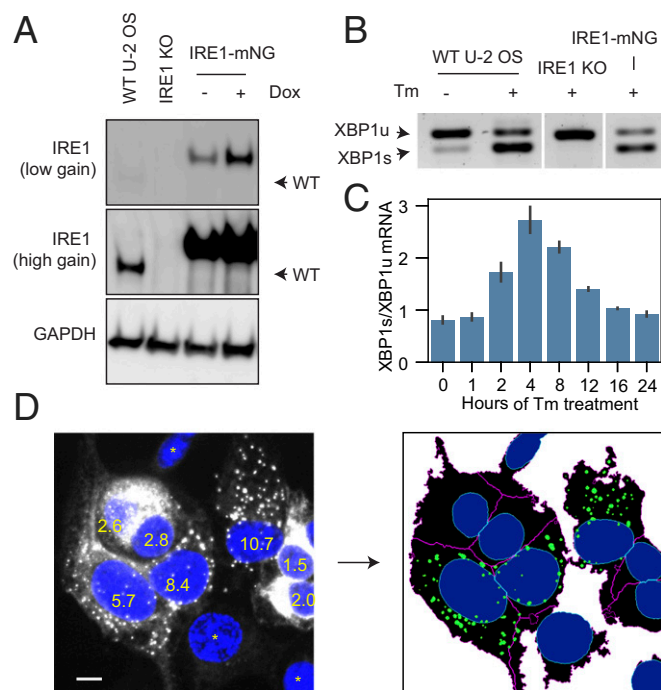 A
WT U-2 OS
IRE1 KO
IRE1-mNG
- + Dox
IRE1
(low gain)
WT
IRE1
(high gain)
WT
GAPDH
B
WT U-2 OS
IRE1 KO
IRE1-mNG
Tm - + + +
XBP1u
XBP1s
C
XBP1s/XBP1u mRNA
3
2
1
0
0 1 2 4 8 12 16 24
Hours of Tm treatment
D
*
2.6
2.8
10.7
1.5
8.4
5.7
2.0
*
*